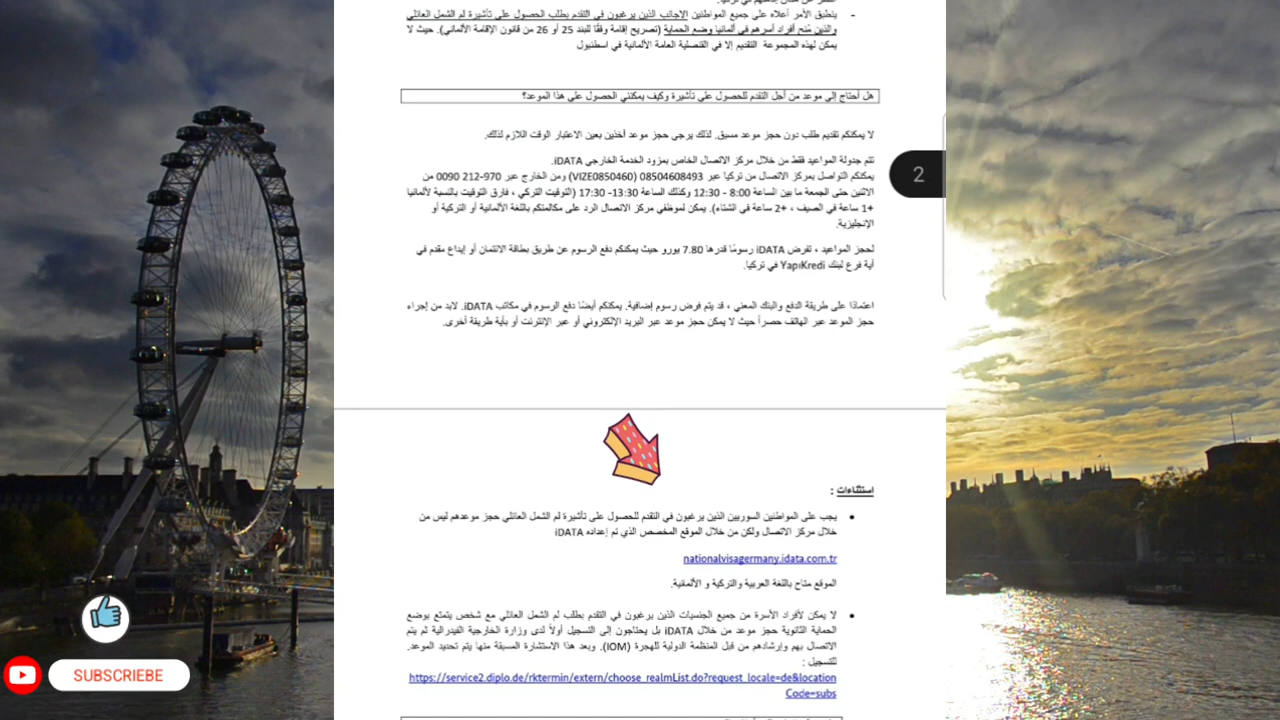 ينطبق الأمر أعلاه على جميع المواطنين الأجانب الذين يرغبون في التقدم بطلب الحصول على تأشيرة لم الشمل العائلي
والذين مُنح أفراد أسرهم في ألمانيا وضع الحماية (تصريح إقامة وفقًا للبند 25 أو 26 من قانون الإقامة الألماني). حيث لا
يمكن لهذه المجموعة التقديم إلا في القنصلية العامة الألمانية في اسطنبول
هل أحتاج إلى موعد من أجل التقدم للحصول على تأشيرة وكيف يمكنني الحصول على هذا الموعد؟
لا يمكنكم تقديم طلب دون حجز موعد مسبق. لذلك يرجى حجز موعد أخذين بعين الاعتبار الوقت اللازم لذلك.
تتم جدولة المواعيد فقط من خلال مركز الاتصال الخاص بمزود الخدمة الخارجي iDATA.
يمكنكم التواصل بمركز الاتصال من تركيا عبر 08504608493 (VIZE0850460) ومن الخارج عبر 970-212 0090 من
الاثنين حتى الجمعة ما بين الساعة 8:00 - 12:30 وكذلك الساعة 13:30- 17:30 (التوقيت التركي ، فارق التوقيت بالنسبة لألمانيا
+1 ساعة في الصيف ، +2 ساعة في الشتاء). يمكن لموظفي مركز الاتصال الرد على مكالمتكم باللغة الألمانية أو التركية أو
الإنجليزية.
لحجز المواعيد ، تفرض iDATA رسومًا قدرها 7.80 يورو حيث يمكنكم دفع الرسوم عن طريق بطاقة الائتمان أو إيداع مقدم في
أية فرع لبنك YapıKredi في تركيا.
اعتمادًا على طريقة الدفع والبنك المعني ، قد يتم فرض رسوم إضافية. يمكنكم أيضًا دفع الرسوم في مكاتب iDATA. لابد من إجراء
حجز الموعد عبر الهاتف حصراً حيث لا يمكن حجز موعد عبر البريد الإلكتروني أو عبر الإنترنت أو بأية طريقة أخرى.
2
استثناءات :
يجب على المواطنين السوريين الذين يرغبون في التقدم للحصول على تأشيرة لم الشمل العائلي حجز موعدهم ليس من
خلال مركز الاتصال ولكن من خلال الموقع المخصص الذي تم إعداده iDATA
nationalvisagermany.idata.com.tr
الموقع متاح باللغة العربية والتركية و الألمانية.
لا يمكن لأفراد الأسرة من جميع الجنسيات الذين يرغبون في التقدم بطلب لم الشمل العائلي مع شخص يتمتع بوضع
الحماية الثانوية حجز موعد من خلال iDATA بل يحتاجون إلى التسجيل أولاً لدى وزارة الخارجية الفيدرالية ثم يتم
الاتصال بهم وإرشادهم من قبل المنظمة الدولية للهجرة (IOM). وبعد هذا الاستشارة المسبقة منها يتم تحديد الموعد.
للتسجيل :
https://service2.diplo.de/rktermin/extern/choose_realmList.do?request_locale=de&location
Code=subs
SUBSCRIEBE